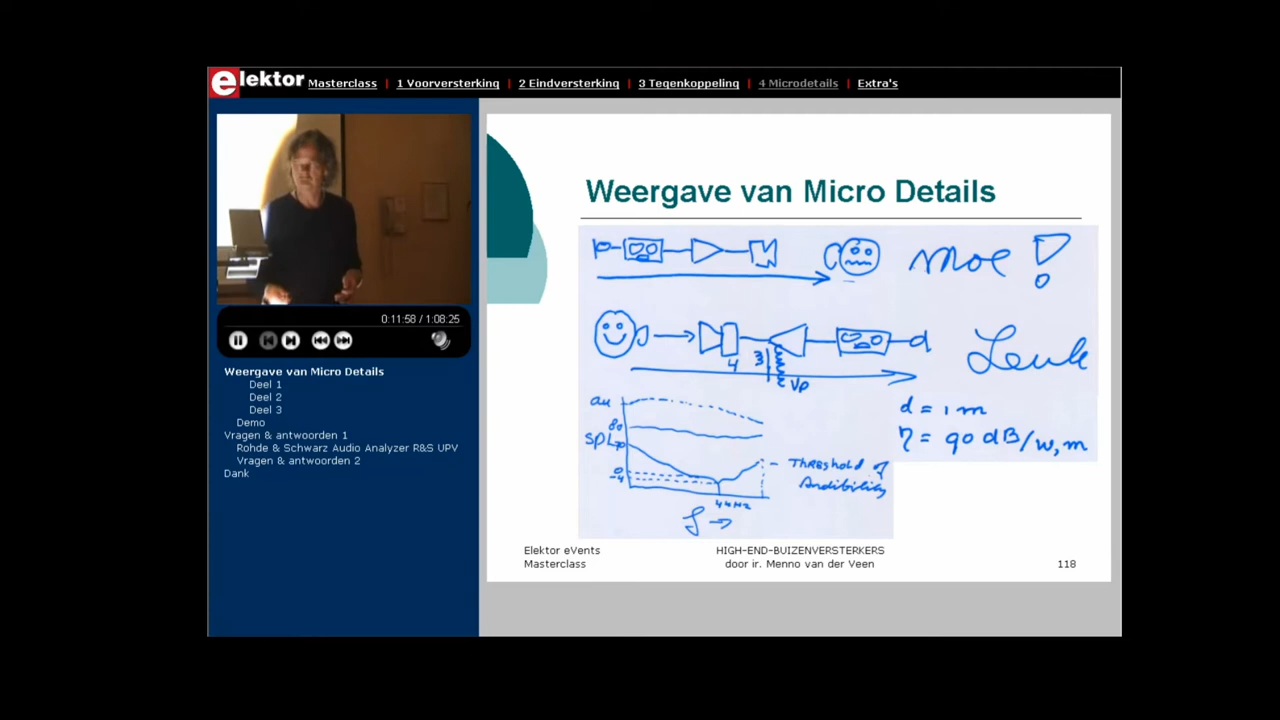 elektor Masterclass | 1 Voorversterking | 2 Eindversterking | 3 Tegenkoppeling | 4 Microdetails | Extra's
0:11:58 / 1:08:25
Weergave van Micro Details
Deel 1
Deel 2
Deel 3
Demo
Vragen & antwoorden 1
Rohde & Schwarz Audio Analyzer R&S UPV
Vragen & antwoorden 2
Dank
Weergave van Micro Details
moe
4
3
Vp
Leuk
80
SPL
70
0
-4
Threshold of
Audibility
f →
d = 1 m
η = 90 dB/W,m
Elektor eVents
Masterclass
HIGH-END-BUIZENVERSTERKERS
door ir. Menno van der Veen
118